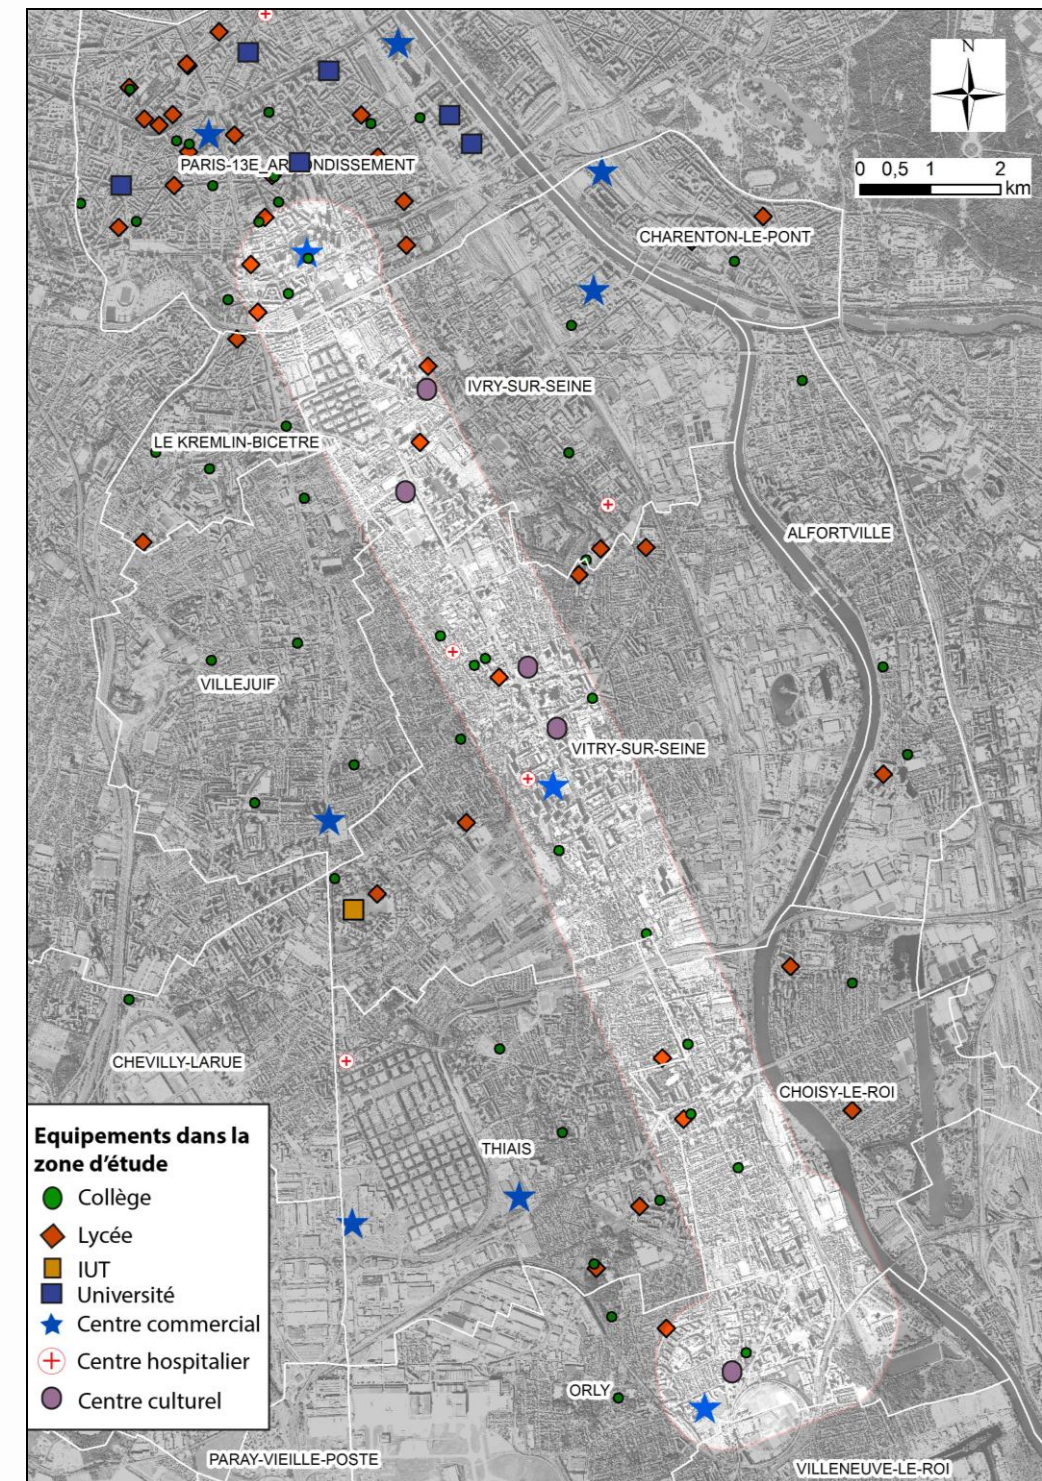 N
0 0,5 1 2
km
PARIS-13E_AR ONDISSEMENT
CHARENTON-LE-PONT
IVRY-SUR-SEINE
LE KREMLIN-BICETRE
ALFORTVILLE
VILLEJUIF
VITRY-SUR-SEINE
CHEVILLY-LARUE
CHOISY-LE-ROI
THIAIS
Equipements dans la
zone d'étude
Collège
Lycée
IUT
Université
Centre commercial
Centre hospitalier
Centre culturel
ORLY
PARAY-VIEILLE-POSTE
VILLENEUVE-LE-ROI